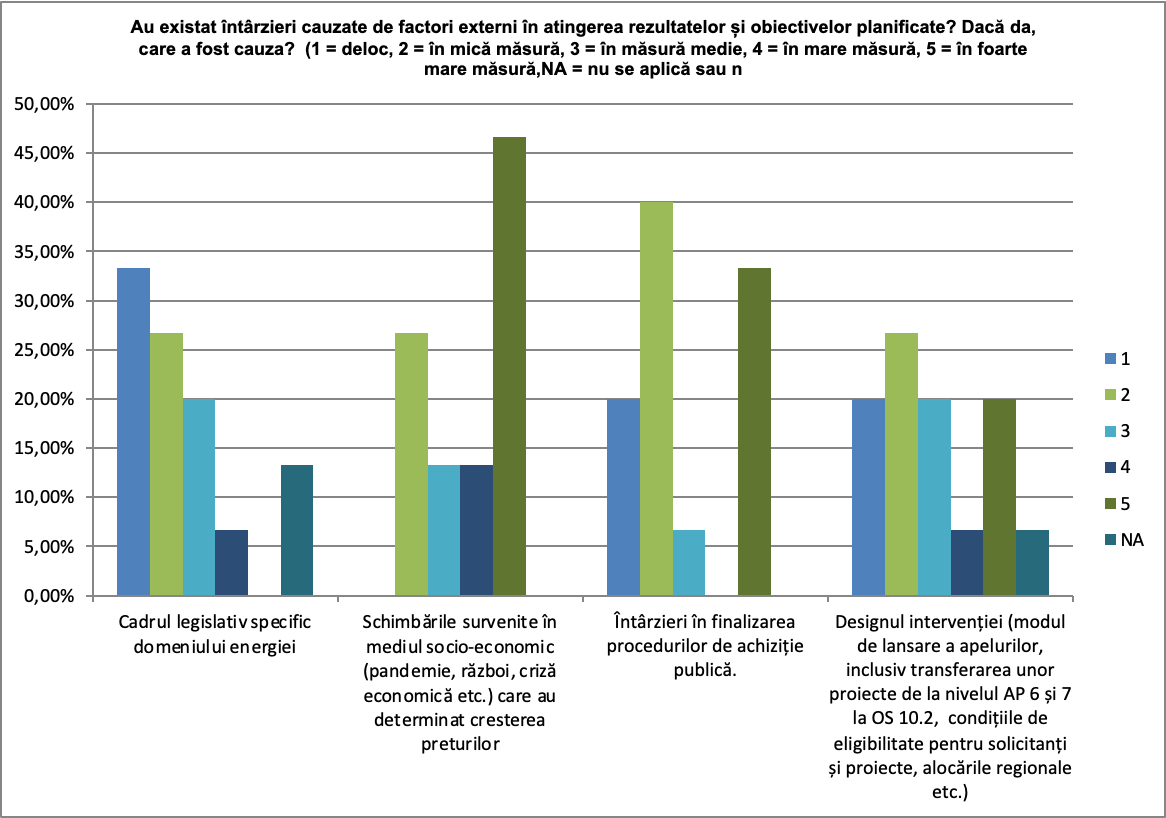 Au existat întârzieri cauzate de factori externi în atingerea rezultatelor și obiectivelor planificate? Dacă da,
care a fost cauza?  (1 = deloc, 2 = în mică măsură, 3 = în măsură medie, 4 = în mare măsură, 5 = în foarte
mare măsură,NA = nu se aplică sau n
50,00%
45,00%
40,00%
35,00%
30,00%
25,00%
20,00%
15,00%
10,00%
5,00%
0,00%
Cadrul legislativ specific
domeniului energiei
Schimbările survenite în
mediul socio-economic
(pandemie, război, criză
economică etc.) care au
determinat cresterea
preturilor
Întârzieri în finalizarea
procedurilor de achiziție
publică.
Designul intervenției (modul
de lansare a apelurilor,
inclusiv transferarea unor
proiecte de la nivelul AP 6 și 7
la OS 10.2,  condițiile de
eligibilitate pentru solicitanți
și proiecte, alocările regionale
etc.)
1
2
3
4
5
NA